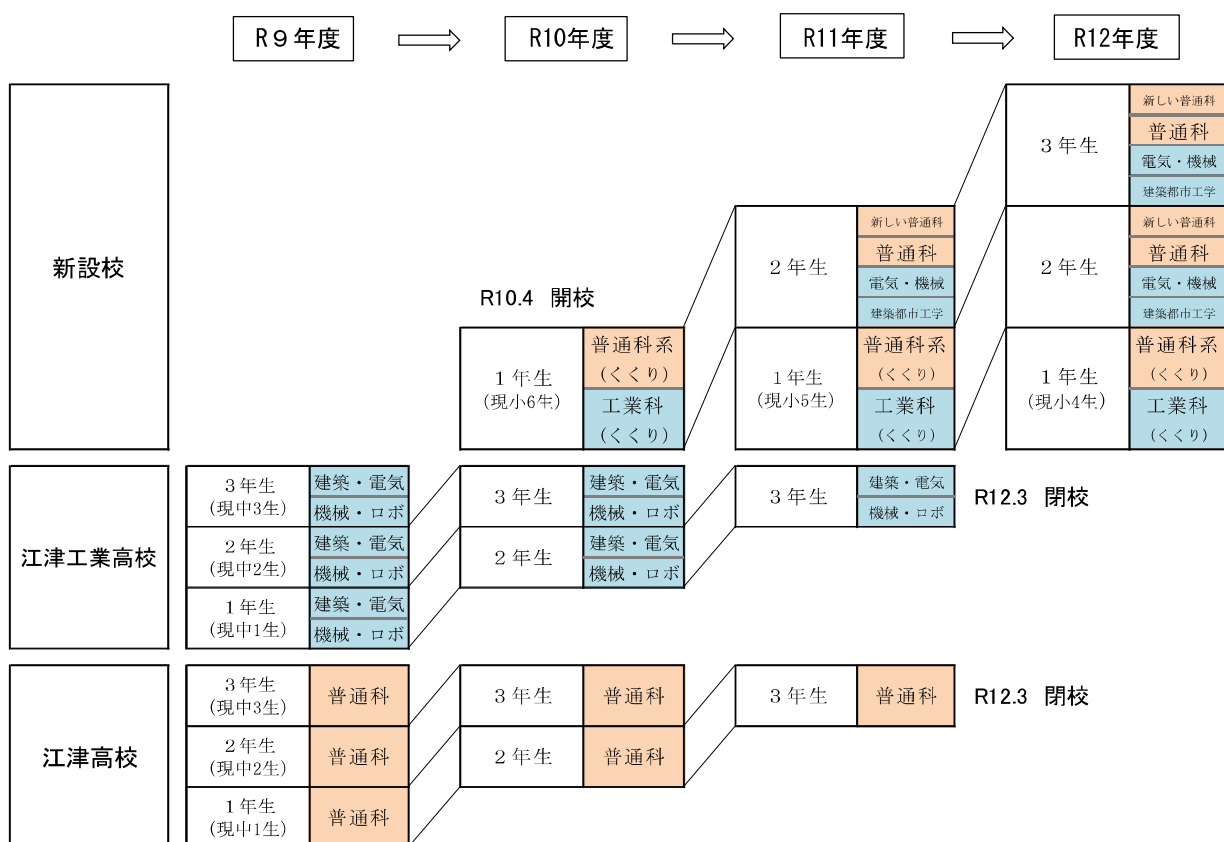 R９年度
R10年度
R11年度
R12年度
新設校
R10.4 開校
１年生
(現小6生)
普通科系
(くくり)
工業科
(くくり)
２年生
新しい普通科
普通科
電気・機械
建築都市工学
１年生
(現小5生)
普通科系
(くくり)
工業科
(くくり)
３年生
新しい普通科
普通科
電気・機械
建築都市工学
２年生
新しい普通科
普通科
電気・機械
建築都市工学
１年生
(現小4生)
普通科系
(くくり)
工業科
(くくり)
江津工業高校
３年生
(現中3生)
建築・電気
機械・ロボ
２年生
(現中2生)
建築・電気
機械・ロボ
１年生
(現中1生)
建築・電気
機械・ロボ
３年生
建築・電気
機械・ロボ
２年生
建築・電気
機械・ロボ
３年生
建築・電気
機械・ロボ
R12.3 閉校
江津高校
３年生
(現中3生)
普通科
２年生
(現中2生)
普通科
１年生
(現中1生)
普通科
３年生
普通科
２年生
普通科
３年生
普通科
R12.3 閉校